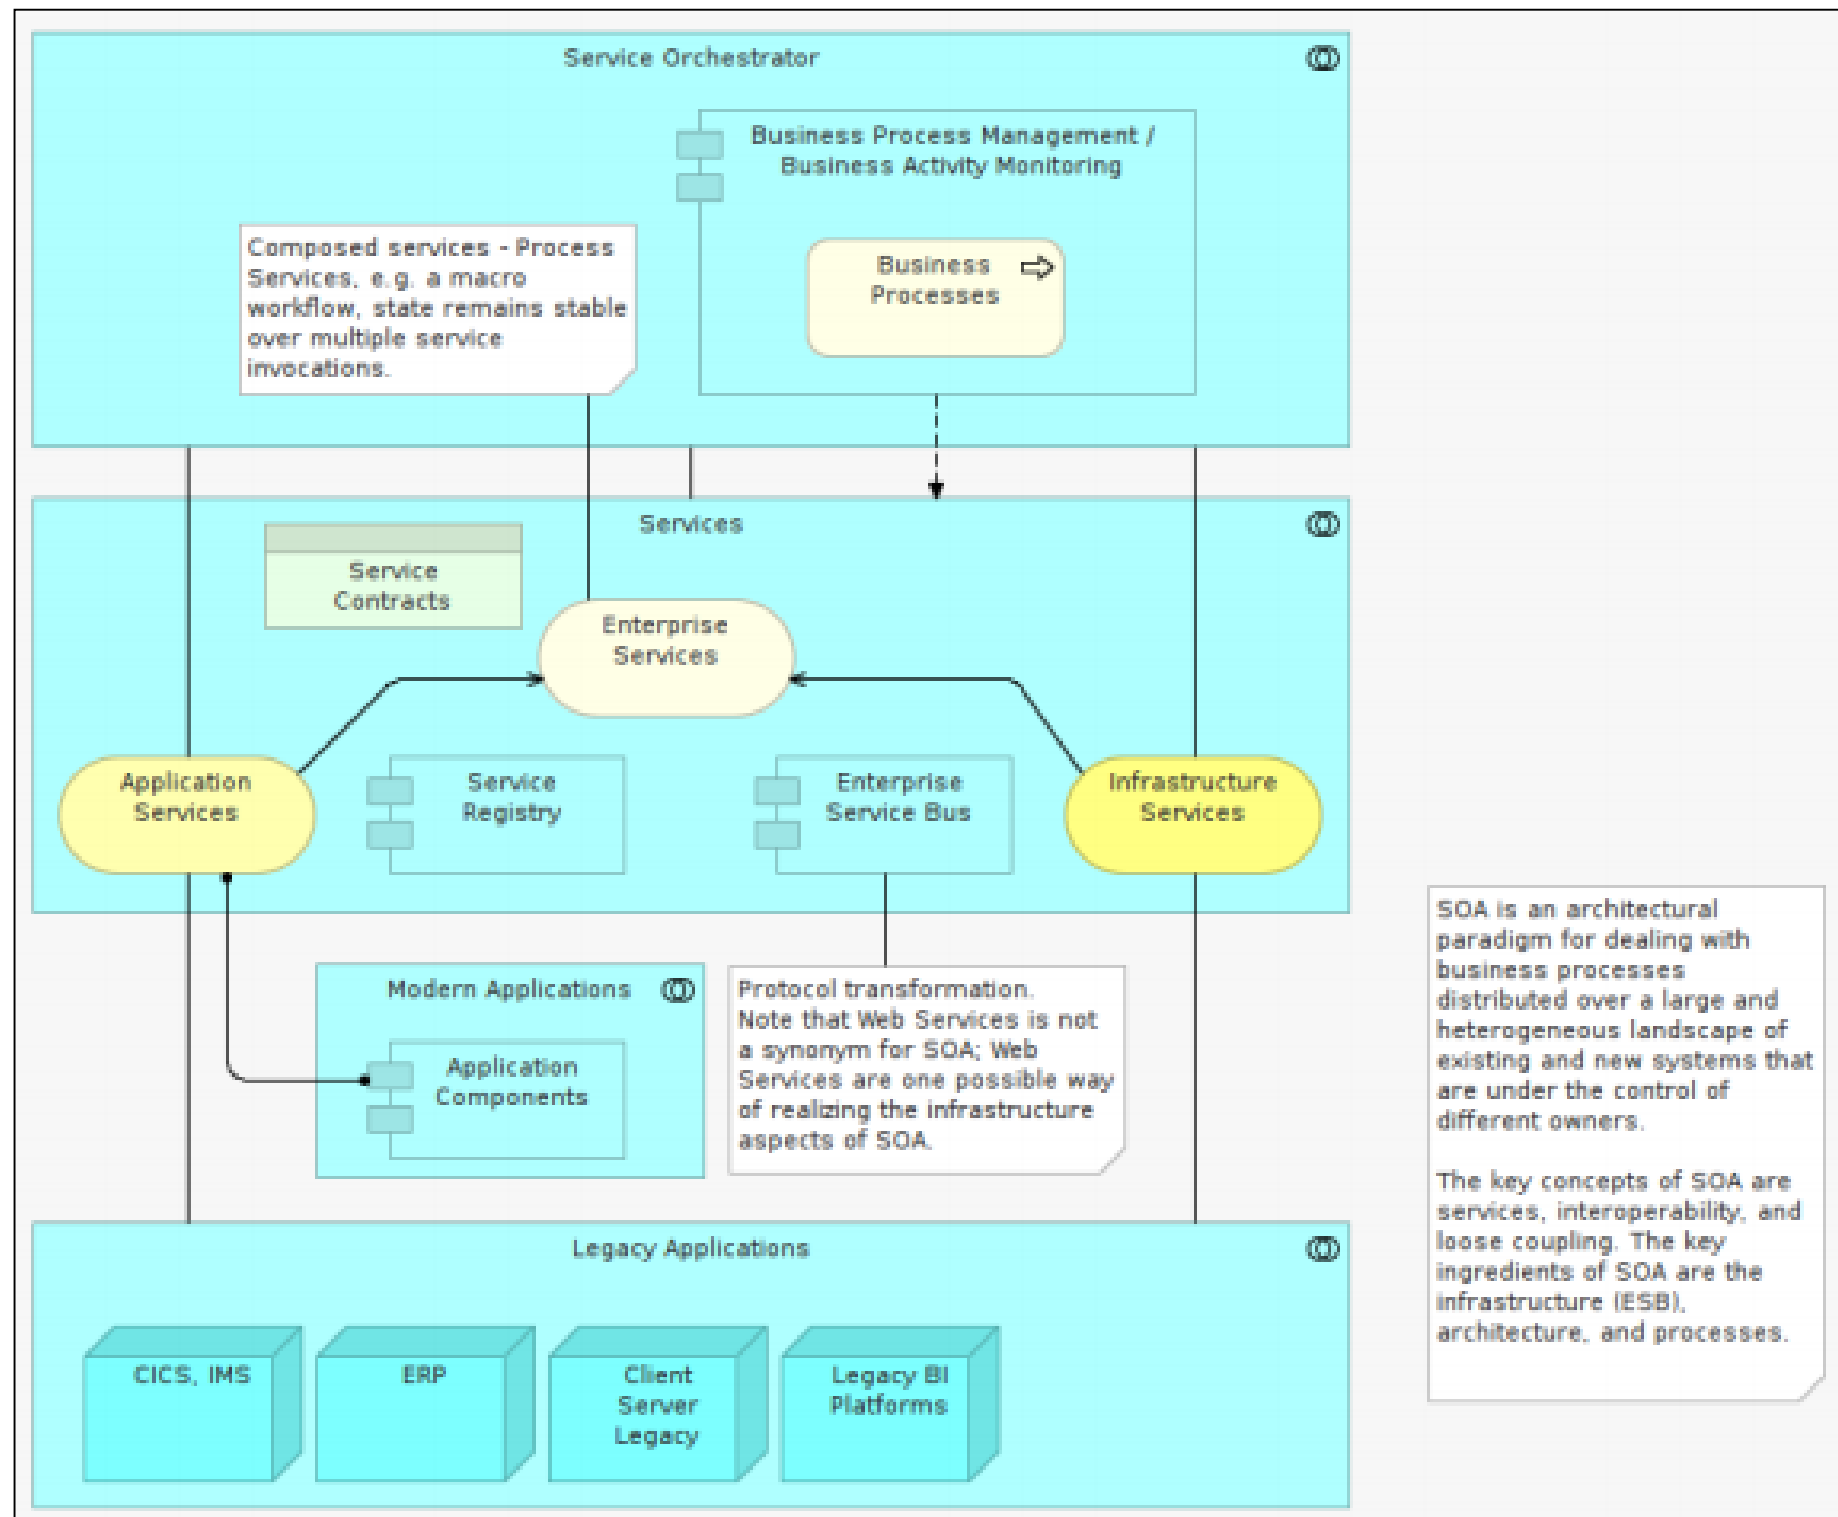 Service Orchestrator
Business Process Management /
Business Activity Monitoring
Composed services - Process
Services, e.g. a macro
workflow, state remains stable
over multiple service
invocations.
Business
Processes
Services
Service
Contracts
Enterprise
Services
Application
Services
Service
Registry
Enterprise
Service Bus
Infrastructure
Services
Modern Applications
Application
Components
Protocol transformation.
Note that Web Services is not
a synonym for SOA; Web
Services are one possible way
of realizing the infrastructure
aspects of SOA.
SOA is an architectural
paradigm for dealing with
business processes
distributed over a large and
heterogeneous landscape of
existing and new systems that
are under the control of
different owners.
The key concepts of SOA are
services, interoperability, and
loose coupling. The key
ingredients of SOA are the
infrastructure (ESB),
architecture, and processes.
Legacy Applications
CICS, IMS
ERP
Client
Server
Legacy
Legacy BI
Platforms